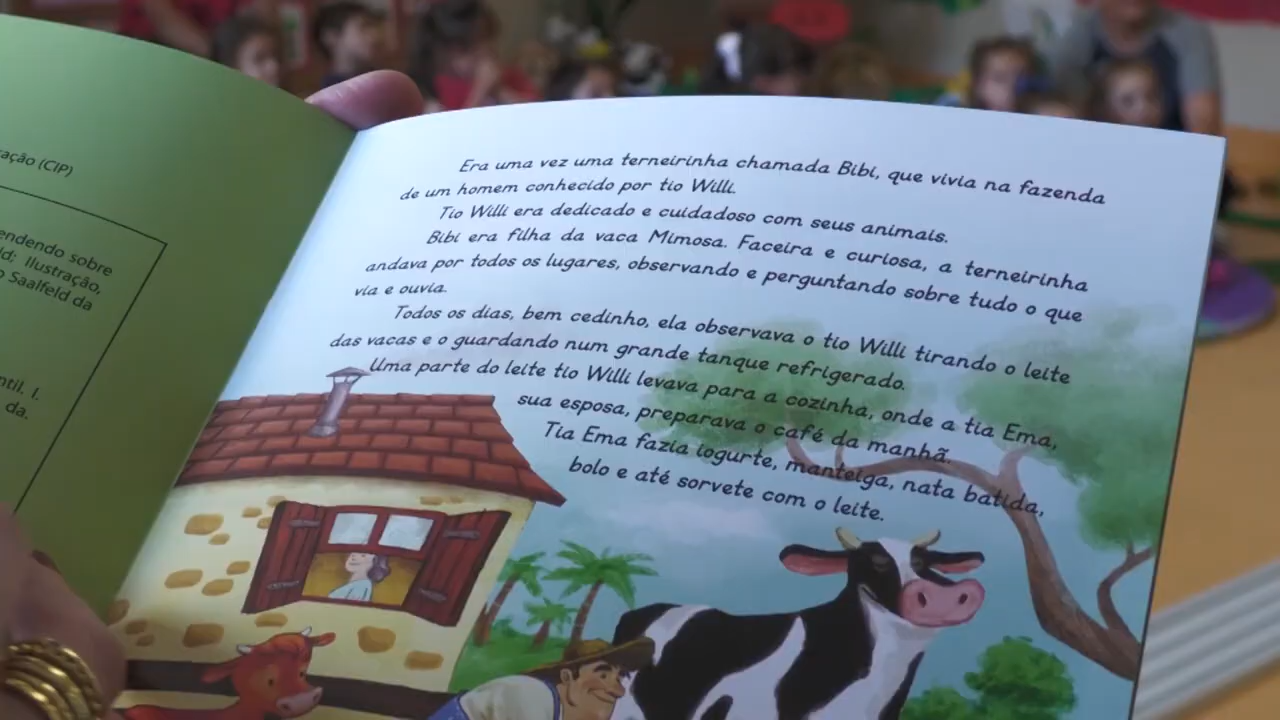 ação (CIP)
endendo sobre
ld; Ilustração,
o Saalfeld da
ntil. I.
da.
Era uma vez uma terneirinha chamada Bibi, que vivia na fazenda
de um homem conhecido por tio Willi.
Tio Willi era dedicado e cuidadoso com seus animais.
Bibi era filha da vaca Mimosa. Faceira e curiosa, a terneirinha
andava por todos os lugares, observando e perguntando sobre tudo o que
via e ouvia.
Todos os dias, bem cedinho, ela observava o tio Willi tirando o leite
das vacas e o guardando num grande tanque refrigerado.
Uma parte do leite tio Willi levava para a cozinha, onde a tia Ema,
sua esposa, preparava o café da manhã.
Tia Ema fazia iogurte, manteiga, nata batida,
bolo e até sorvete com o leite.